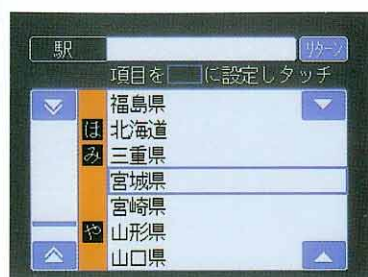 駅
リターン
項目を に設定しタッチ
福島県
ほ 北海道
み 三重県
宮城県
宮崎県
や 山形県
山口県